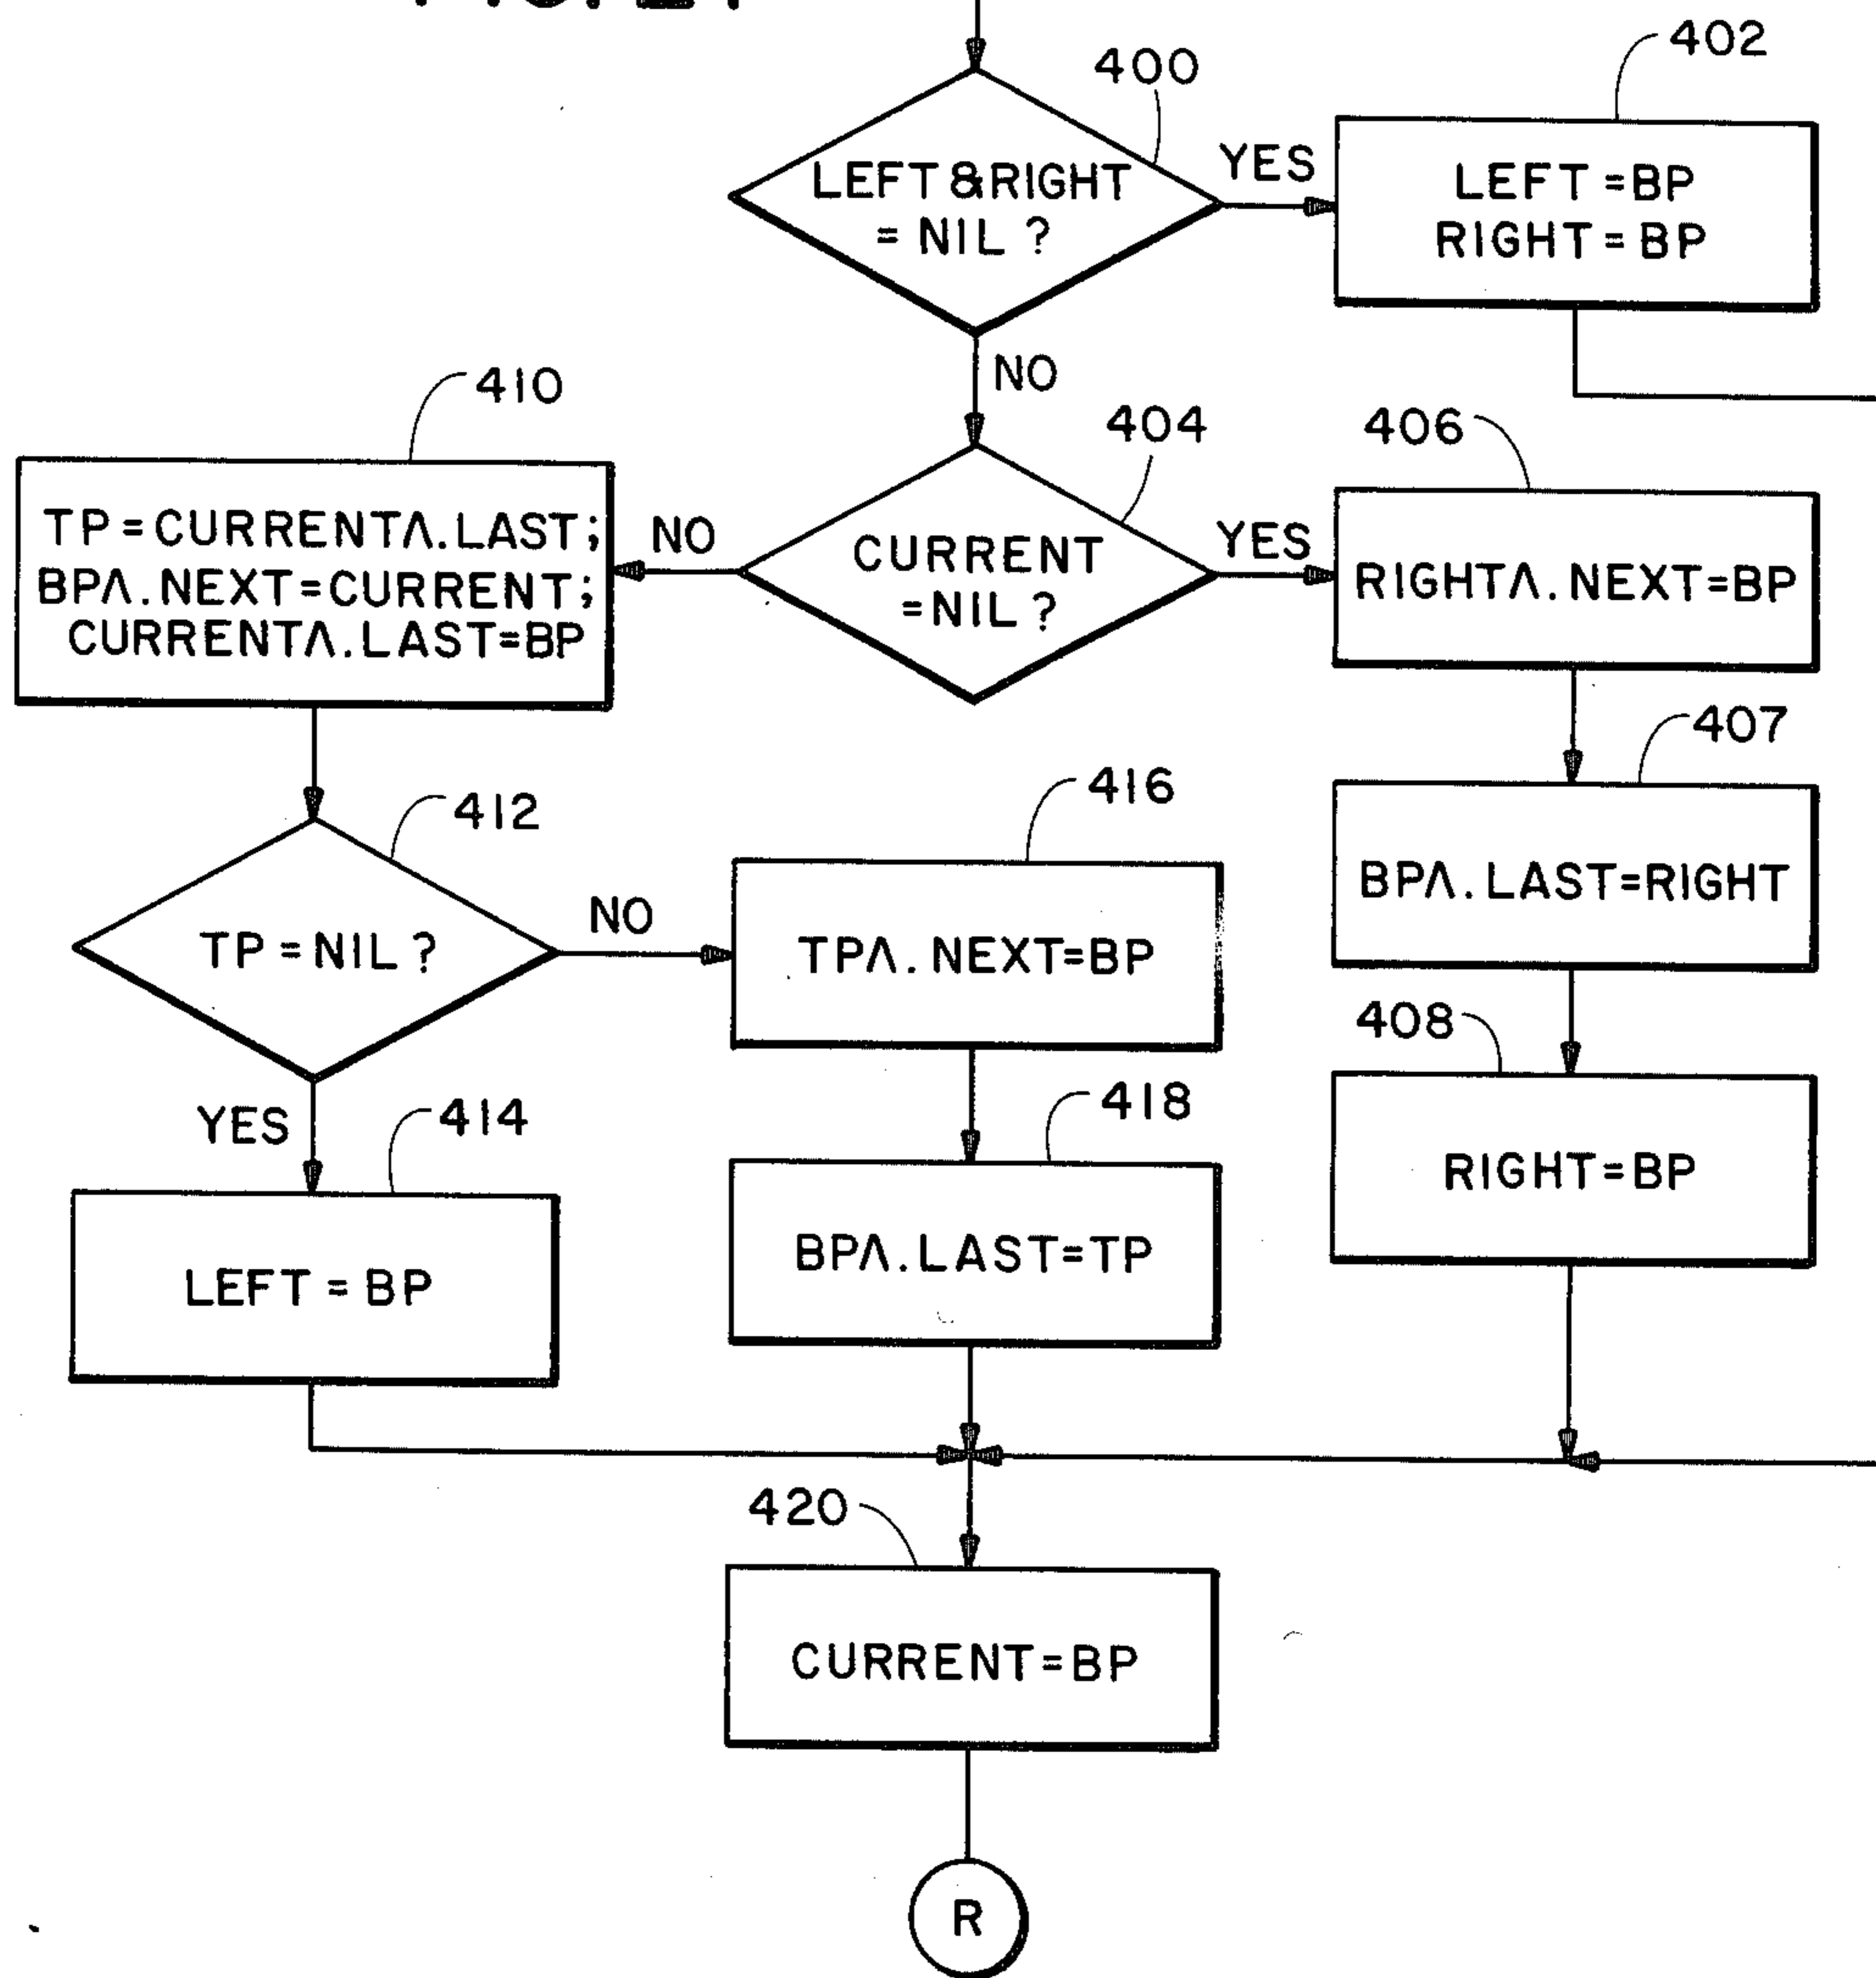 400
402
LEFT & RIGHT
= NIL ?
YES
LEFT = BP
RIGHT = BP
NO
410
404
406
TP = CURRENTΛ.LAST;
BPΛ.NEXT = CURRENT;
CURRENTΛ.LAST = BP
NO
CURRENT
= NIL ?
YES
RIGHTΛ.NEXT = BP
407
412
416
BPΛ.LAST = RIGHT
TP = NIL ?
NO
TPΛ.NEXT = BP
408
YES
414
418
RIGHT = BP
LEFT = BP
BPΛ.LAST = TP
420
CURRENT = BP
R